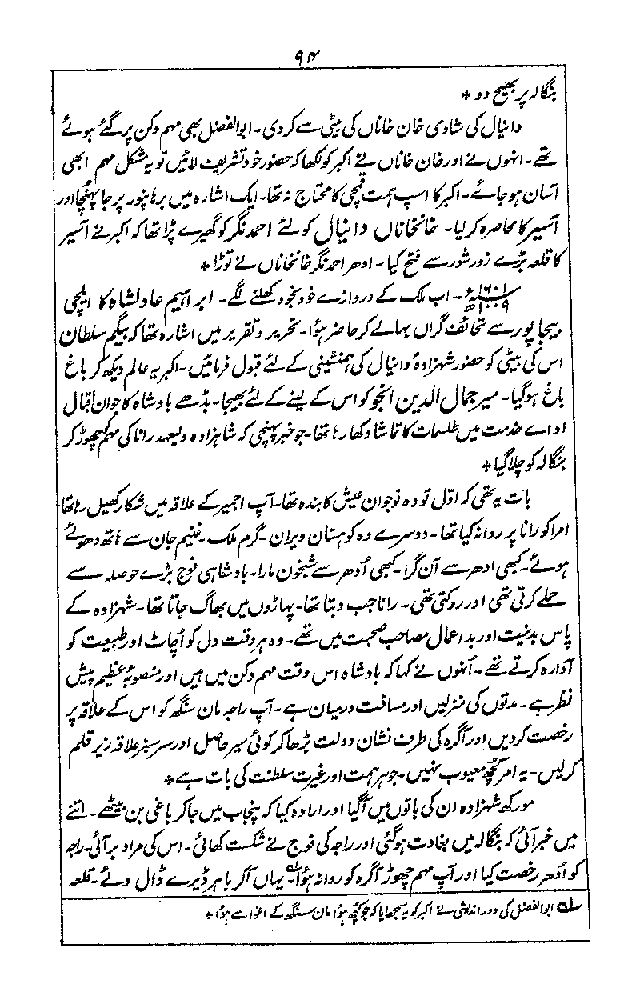 ۹۴
بنگالہ پر بھیج دو *
دانیال کی شادی خان خاناں کی بیٹی سے کردی۔ ابوالفضل بھی مہم دکن پر گئے ہوئے
تھے۔ انہوں نے اور خان خاناں نے اکبر کو لکھا کہ حضور خود تشریف لائیں تو یہ مشکل مہم ابھی
آسان ہو جائے۔ اکبر کا اسپ ہمت قمچی کا محتاج نہ تھا۔ ایک اشارہ میں برہانپور پر جا پہنچا اور
آسیر کا محاصرہ کرلیا۔ خانخاناں دانیال کو لئے احمد نگر کو گھیرے پڑا تھا کہ اکبر نے آسیر
کا قلعہ بڑے زور شور سے فتح کیا۔ ادھر احمد نگر خانخاناں نے توڑا *
۱۶۰۱ء ۱۰۰۹ھ۔ اب ملک کے دروازے خود بخود کھلنے لگے۔ ابراہیم عادلشاہ کا ایلچی
بیجاپور سے تحائف گراں بہا لے کر حاضر ہوا۔ تحریر و تقریر میں اشارہ تھا کہ بیگم سلطان
اس کی بیٹی کو حضور شہزادہ دانیال کی ہمنشینی کے لئے قبول فرمائیں۔ اکبر یہ عالم دیکھ کر باغ
باغ ہوگیا۔ میر جمال الدین انجو کو اس کے لینے کے لئے بھیجا۔ بڈھے بادشاہ کا جوان اقبال
ادائے خدمت میں طلسمات کا تماشا دکھا رہا تھا۔ جو خبر پہنچی کہ شاہزادہ ولیعہد رانا کی مہم چھوڑ کر
بنگالہ کو چلا گیا *
بات یہ تھی کہ اول تو وہ نوجوان عیش کا بندہ تھا۔ آپ اجمیر کے علاقہ میں شکار کھیل رہا تھا
امرا کو رانا پر روانہ کیا تھا۔ دوسرے وہ کوہستان ویران۔ گرم ملک۔ غنیم جان سے ہاتھ دھوئے
ہوئے۔ کبھی ادھر سے آن گرا۔ کبھی اُدھر سے شبخون مارا۔ بادشاہی فوج بڑے حوصلہ سے
حملے کرتی تھی اور روکتی تھی۔ رانا جب دبتا تھا۔ پہاڑوں میں بھاگ جاتا تھا۔ شہزادہ کے
پاس بدنیت اور بداعمال مصاحب صحبت میں تھے۔ وہ ہر وقت دل کو اُچاٹ اور طبیعت کو
آوارہ کرتے تھے۔ اُنہوں نے کہا کہ بادشاہ اس وقت مہم دکن میں ہیں اور منصوبۂ عظیم پیش
نظر ہے۔ مدتوں کی منزلیں اور مسافت درمیان ہے۔ آپ راجہ مان سنگھ کو اس کے علاقہ پر
رخصت کردیں اور آگرہ کی طرف نشان دولت بڑھا کر کوئی سیر حاصل اور سرسبز علاقہ زیر قلم
کرلیں۔ یہ امر کچھ معیوب نہیں۔ جوہر ہمت اور غیرت سلطنت کی بات ہے *
مورکھ شہزادہ ان کی باتوں میں آگیا اور ارادہ کیا کہ پنجاب میں جا کر باغی بن بیٹھے۔ اتنے
میں خبر آئی کہ بنگالہ میں بغاوت ہوگئی اور راجہ کی فوج نے شکست کھائی۔ اس کی مراد بر آئی۔ راجہ
کو اُدھر رخصت کیا اور آپ مہم چھوڑ آگرہ کو روانہ ہوا۔ یہاں آکر باہر ڈیرے ڈال دئے۔ قلعہ
ابوالفضل کی دور اندیشی نے اکبر کو یہ سمجھایا کہ جو کچھ ہوا مان سنگھ کے اغوا سے ہوا *